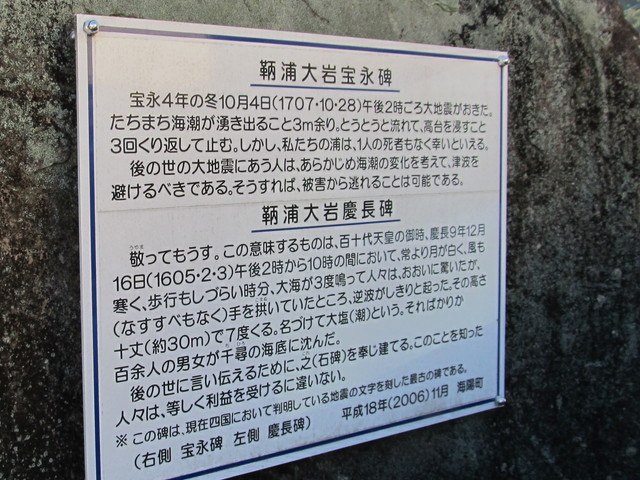 鞆浦大岩宝永碑
宝永4年の冬10月4日(1707・10・28)午後2時ごろ大地震がおきた。
たちまち海潮が湧き出ること3m余り。とうとうと流れて、高台を浸すこと
3回くり返して止む。しかし、私たちの浦は、1人の死者もなく幸いといえる。
後の世の大地震にあう人は、あらかじめ海潮の変化を考えて、津波を
避けるべきである。そうすれば、被害から逃れることは可能である。
鞆浦大岩慶長碑
敬ってもうす。この意味するものは、百十代天皇の御時、慶長9年12月
16日(1605・2・3)午後2時から10時の間において、常より月が白く、風も
寒く、歩行もしづらい時分、大海が3度鳴って人々は、おおいに驚いたが、
(なすすべもなく)手を拱いていたところ、逆波がしきりと起った。その高さ
十丈(約30m)で7度くる。名づけて大塩(潮)という。そればかりか
百余人の男女が千尋の海底に沈んだ。
後の世に言い伝えるために、之(石碑)を奉じ建てる。このことを知った
人々は、等しく利益を受けるに違いない。
※この碑は、現在四国において判明している地震の文字を刻した最古の碑である。
(右側 宝永碑 左側 慶長碑) 平成18年(2006)11月 海陽町